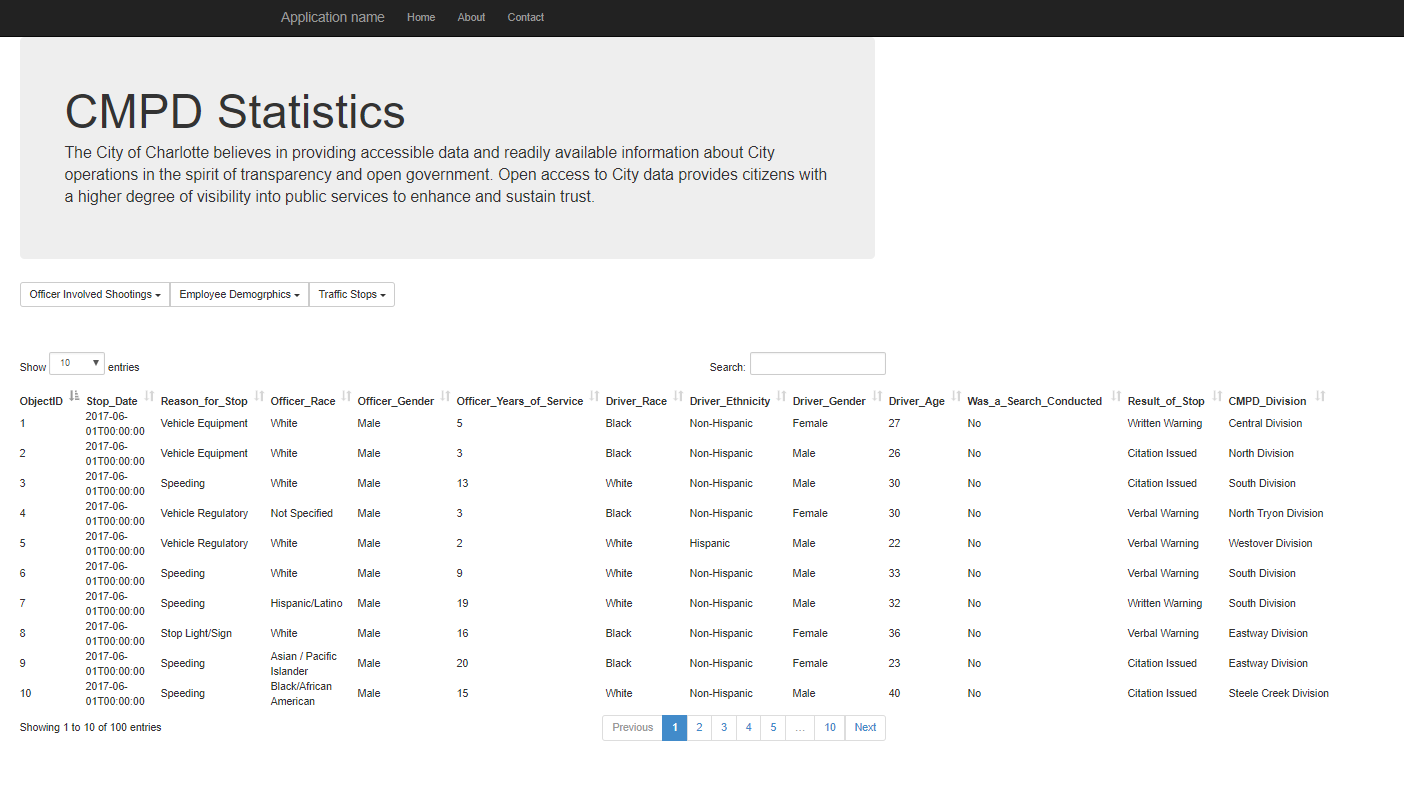 Application name Home About Contact
CMPD Statistics
The City of Charlotte believes in providing accessible data and readily available information about City
operations in the spirit of transparency and open government. Open access to City data provides citizens with
a higher degree of visibility into public services to enhance and sustain trust.
Officer Involved Shootings Employee Demogrphics Traffic Stops
Show 10 entries Search:
ObjectID Stop_Date Reason_for_Stop Officer_Race Officer_Gender Officer_Years_of_Service Driver_Race Driver_Ethnicity Driver_Gender Driver_Age Was_a_Search_Conducted Result_of_Stop CMPD_Division
1 2017-06-01T00:00:00 Vehicle Equipment White Male 5 Black Non-Hispanic Female 27 No Written Warning Central Division
2 2017-06-01T00:00:00 Vehicle Equipment White Male 3 Black Non-Hispanic Male 26 No Citation Issued North Division
3 2017-06-01T00:00:00 Speeding White Male 13 White Non-Hispanic Male 30 No Citation Issued South Division
4 2017-06-01T00:00:00 Vehicle Regulatory Not Specified Male 3 Black Non-Hispanic Female 30 No Verbal Warning North Tryon Division
5 2017-06-01T00:00:00 Vehicle Regulatory White Male 2 White Hispanic Male 22 No Verbal Warning Westover Division
6 2017-06-01T00:00:00 Speeding White Male 9 White Non-Hispanic Male 33 No Verbal Warning South Division
7 2017-06-01T00:00:00 Speeding Hispanic/Latino Male 19 White Non-Hispanic Male 32 No Written Warning South Division
8 2017-06-01T00:00:00 Stop Light/Sign White Male 16 Black Non-Hispanic Female 36 No Verbal Warning Eastway Division
9 2017-06-01T00:00:00 Speeding Asian / Pacific Islander Male 20 Black Non-Hispanic Female 23 No Citation Issued Eastway Division
10 2017-06-01T00:00:00 Speeding Black/African American Male 15 White Non-Hispanic Male 40 No Citation Issued Steele Creek Division
Showing 1 to 10 of 100 entries Previous 1 2 3 4 5 … 10 Next